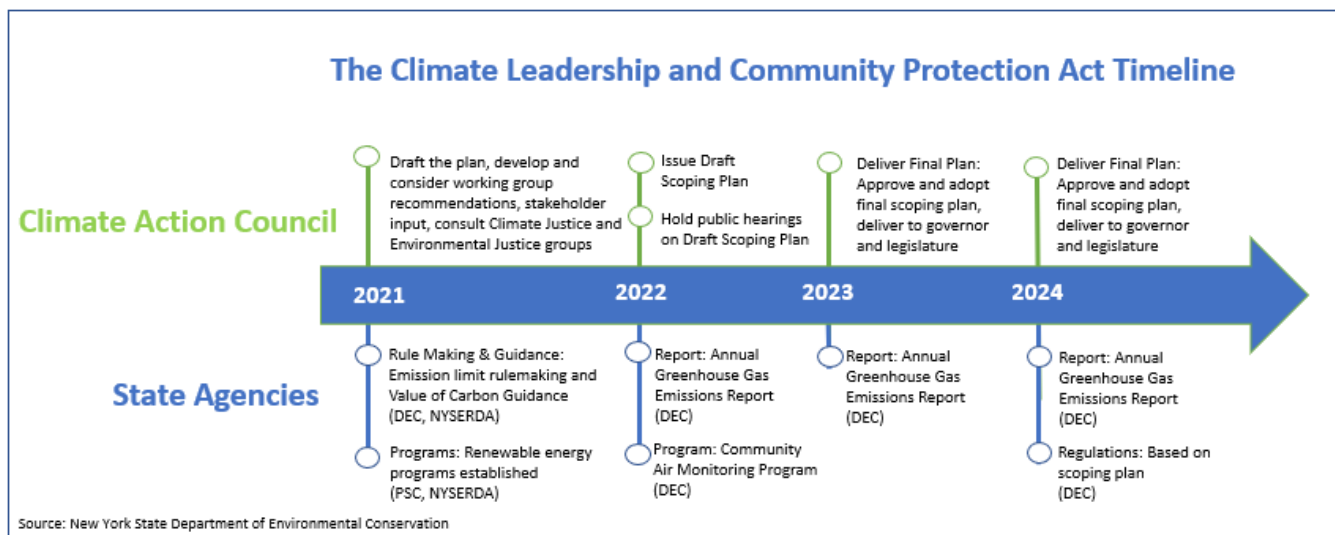 The Climate Leadership and Community Protection Act Timeline
Climate Action Council
Draft the plan, develop and
consider working group
recommendations, stakeholder
input, consult Climate Justice and
Environmental Justice groups
Issue Draft
Scoping Plan
Hold public hearings
on Draft Scoping Plan
Deliver Final Plan:
Approve and adopt
final scoping plan,
deliver to governor
and legislature
Deliver Final Plan:
Approve and adopt
final scoping plan,
deliver to governor
and legislature
2021
2022
2023
2024
State Agencies
Rule Making & Guidance:
Emission limit rulemaking and
Value of Carbon Guidance
(DEC, NYSERDA)
Programs: Renewable energy
programs established
(PSC, NYSERDA)
Report: Annual
Greenhouse Gas
Emissions Report
(DEC)
Program: Community
Air Monitoring Program
(DEC)
Report: Annual
Greenhouse Gas
Emissions Report
(DEC)
Report: Annual
Greenhouse Gas
Emissions Report
(DEC)
Regulations: Based on
scoping plan
(DEC)
Source: New York State Department of Environmental Conservation